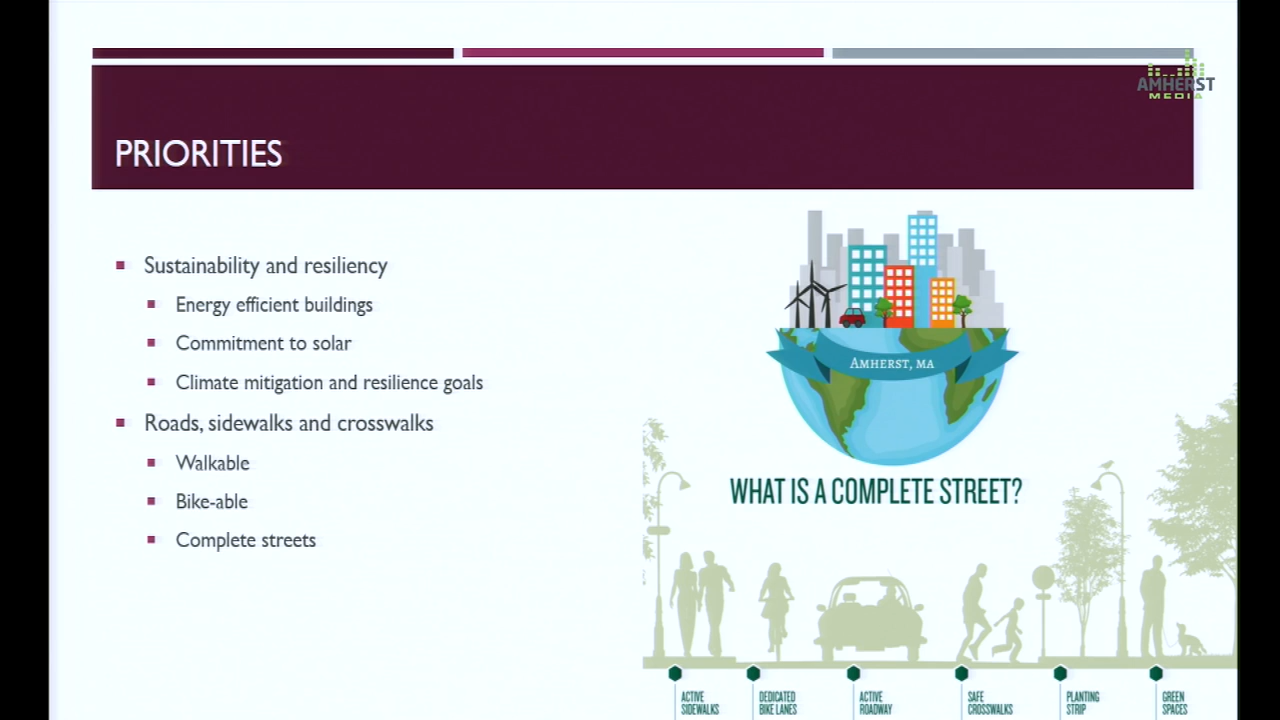 AMHERST
MEDIA
PRIORITIES
Sustainability and resiliency
Energy efficient buildings
Commitment to solar
Climate mitigation and resilience goals
Roads, sidewalks and crosswalks
Walkable
Bike-able
Complete streets
AMHERST, MA
WHAT IS A COMPLETE STREET?
ACTIVE
SIDEWALKS
DEDICATED
BIKE LANES
ACTIVE
ROADWAY
SAFE
CROSSWALKS
PLANTING
STRIP
GREEN
SPACES